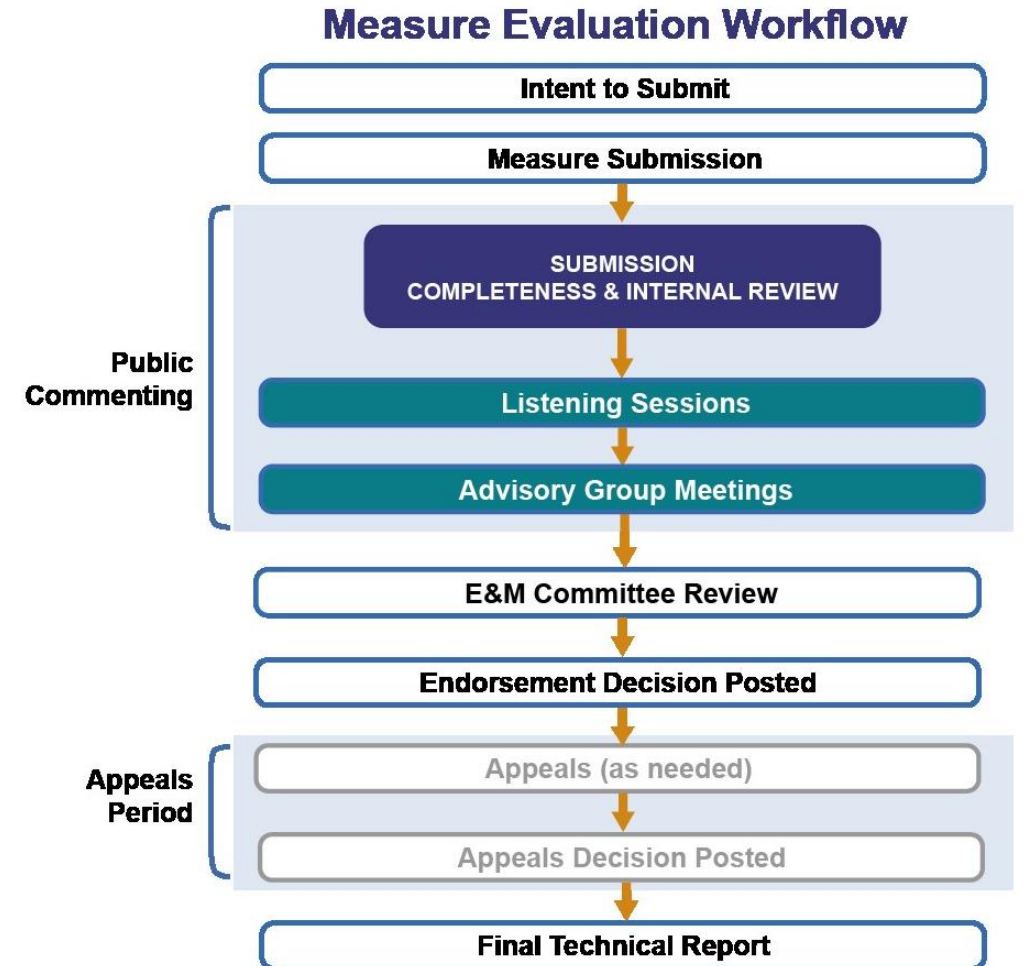 Measure Evaluation Workflow
Intent to Submit
Measure Submission
SUBMISSION
COMPLETENESS & INTERNAL REVIEW
Public
Commenting
Listening Sessions
Advisory Group Meetings
E&M Committee Review
Endorsement Decision Posted
Appeals
Period
Appeals (as needed)
Appeals Decision Posted
Final Technical Report